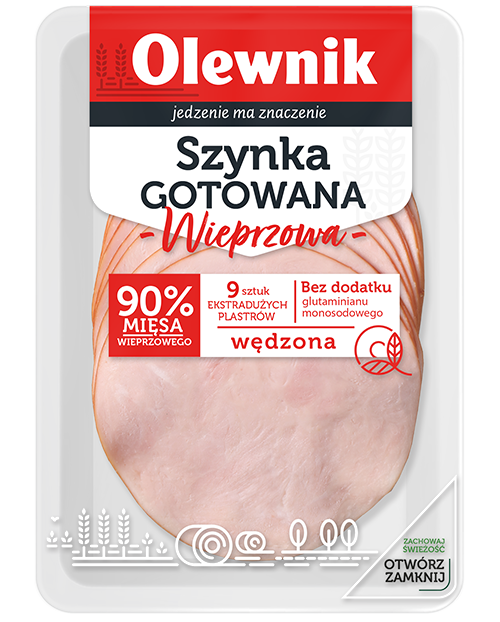 Olewnik
jedzenie ma znaczenie
Szynka
GOTOWANA
-Wieprzowa-
90%
MIĘSA
WIEPRZOWEGO
9 sztuk
EKSTRADUŻYCH
PLASTRÓW
Bez dodatku
glutaminianu
monosodowego
wędzona
ZACHOWAJ
ŚWIEŻOŚĆ
OTWÓRZ
ZAMKNIJ